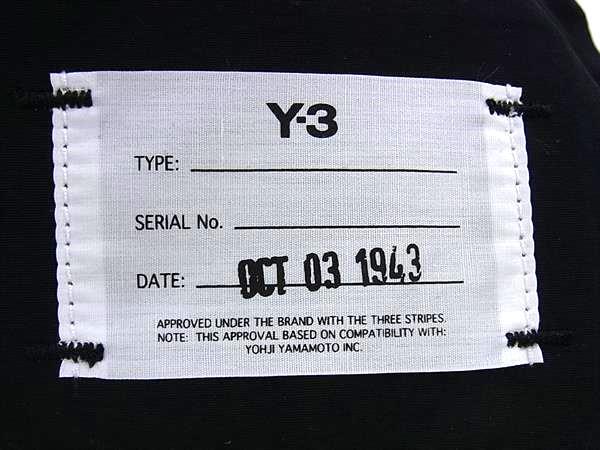 Y-3
TYPE:
SERIAL No.
DATE: OCT 03 1943
APPROVED UNDER THE BRAND WITH THE THREE STRIPES.
NOTE: THIS APPROVAL BASED ON COMPATIBILITY WITH:
YOHJI YAMAMOTO INC.